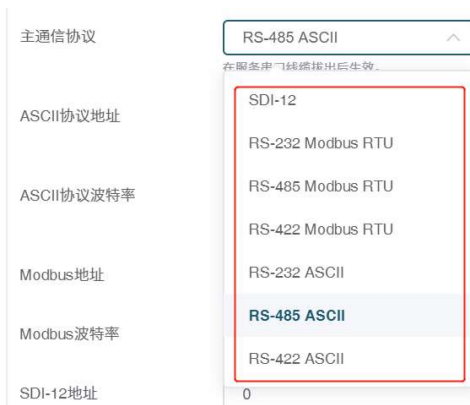 主通信协议
RS-485 ASCII
在服务串口线缆拔出后生效。
SDI-12
ASCII协议地址
RS-232 Modbus RTU
RS-485 Modbus RTU
ASCII协议波特率
RS-422 Modbus RTU
Modbus地址
RS-232 ASCII
RS-485 ASCII
Modbus波特率
RS-422 ASCII
SDI-12地址
0